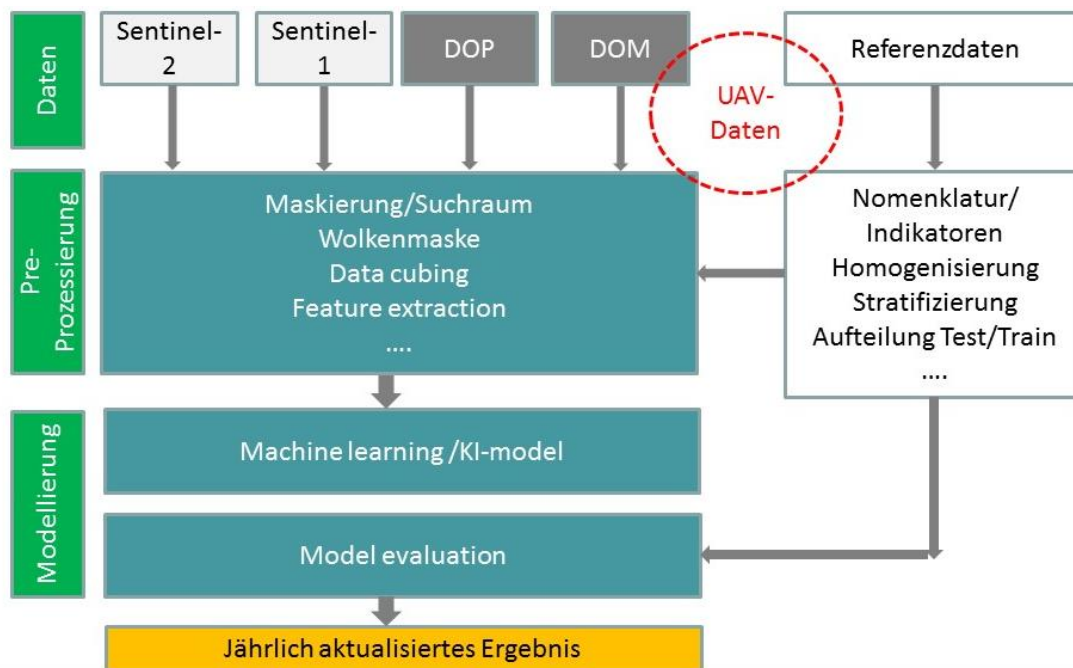 Daten
Sentinel-
2
Sentinel-
1
DOP
DOM
UAV-
Daten
Referenzdaten
Pre-
Prozessierung
Maskierung/Suchraum
Wolkenmaske
Data cubing
Feature extraction
....
Nomenklatur/
Indikatoren
Homogenisierung
Stratifizierung
Aufteilung Test/Train
....
Modellierung
Machine learning /KI-model
Model evaluation
Jährlich aktualisiertes Ergebnis